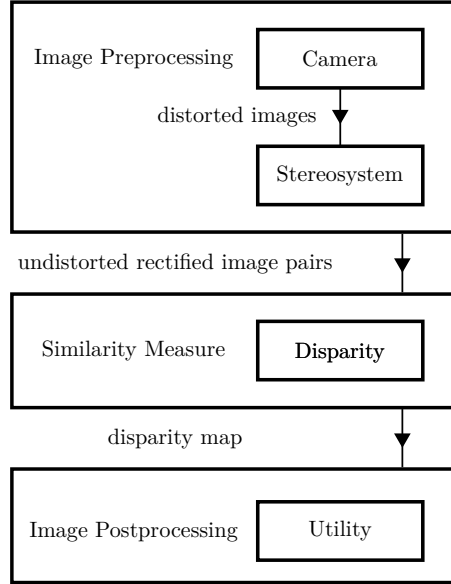 Image Preprocessing
Camera
distorted images
Stereosystem
undistorted rectified image pairs
Similarity Measure
Disparity
disparity map
Image Postprocessing
Utility